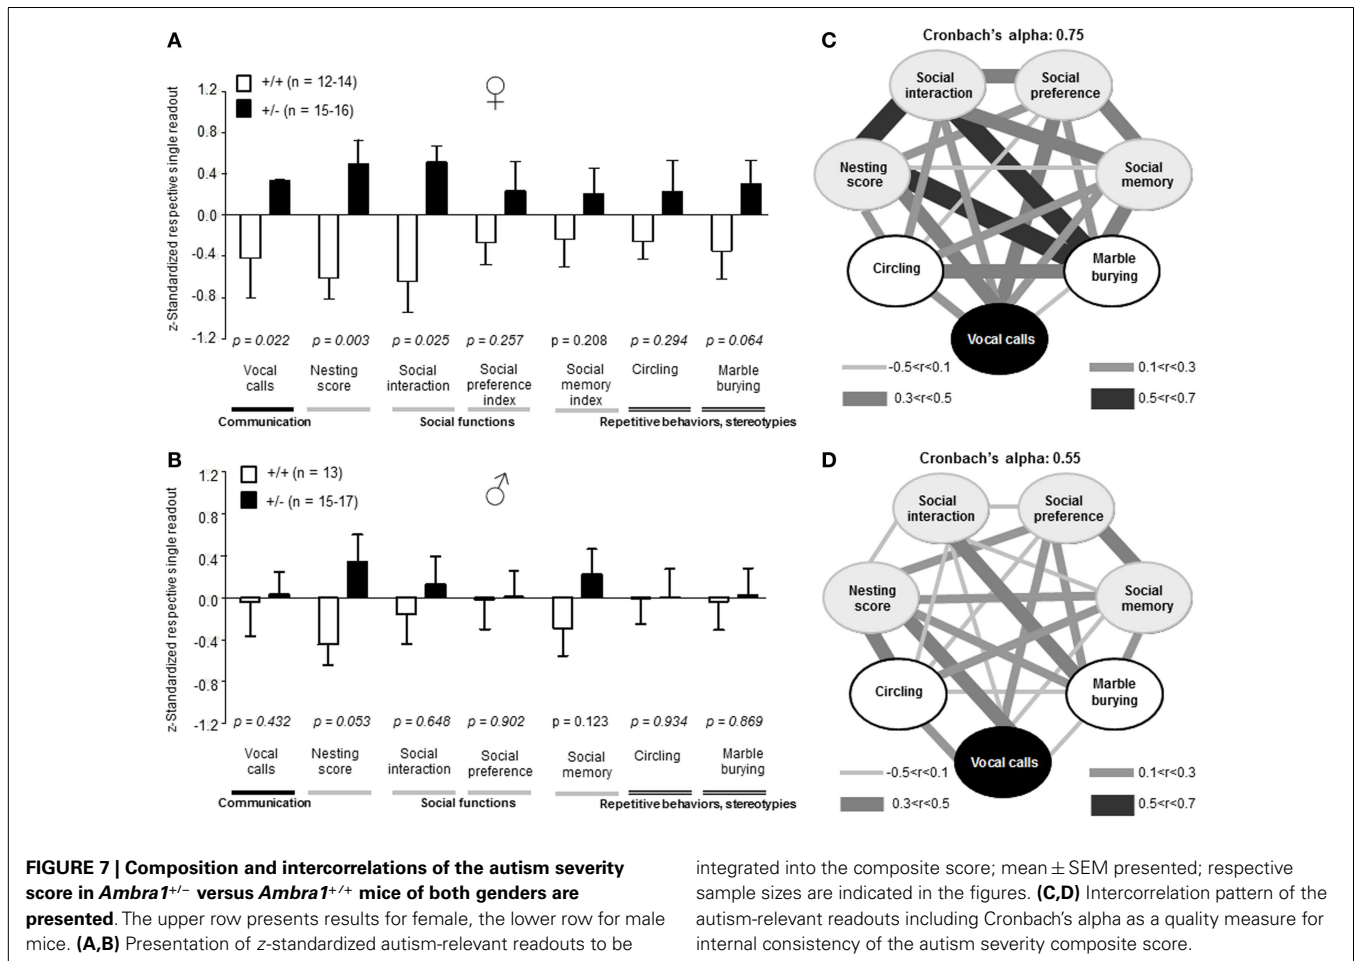 A
+/+ (n = 12-14)
+/- (n = 15-16)
♀
z-Standardized respective single readout
1.2
0.8
0.4
0.0
-0.4
-0.8
-1.2
p = 0.022 p = 0.003 p = 0.025 p = 0.257 p = 0.208 p = 0.294 p = 0.064
Vocal calls
Nesting score
Social interaction
Social preference index
Social memory index
Circling
Marble burying
Communication Social functions Repetitive behaviors, stereotypies
C
Cronbach's alpha: 0.75
Social interaction
Social preference
Nesting score
Social memory
Circling
Marble burying
Vocal calls
-0.5<r<0.1 0.1<r<0.3
0.3<r<0.5 0.5<r<0.7
B
+/+ (n = 13)
+/- (n = 15-17)
♂
z-Standardized respective single readout
1.2
0.8
0.4
0.0
-0.4
-0.8
-1.2
p = 0.432 p = 0.053 p = 0.648 p = 0.902 p = 0.123 p = 0.934 p = 0.869
Vocal calls
Nesting score
Social interaction
Social preference
Social memory
Circling
Marble burying
Communication Social functions Repetitive behaviors, stereotypies
D
Cronbach's alpha: 0.55
Social interaction
Social preference
Nesting score
Social memory
Circling
Marble burying
Vocal calls
-0.5<r<0.1 0.1<r<0.3
0.3<r<0.5 0.5<r<0.7
FIGURE 7 | Composition and intercorrelations of the autism severity
score in Ambra1+/− versus Ambra1+/+ mice of both genders are
presented. The upper row presents results for female, the lower row for male
mice. (A,B) Presentation of z-standardized autism-relevant readouts to be
integrated into the composite score; mean ± SEM presented; respective
sample sizes are indicated in the figures. (C,D) Intercorrelation pattern of the
autism-relevant readouts including Cronbach's alpha as a quality measure for
internal consistency of the autism severity composite score.